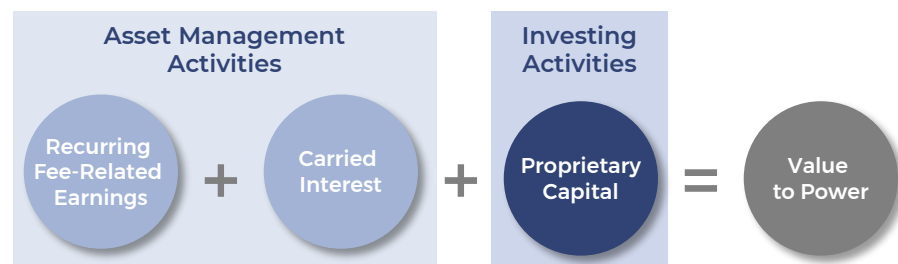 Asset Management
Activities
Investing
Activities
Recurring
Fee-Related
Earnings
+
Carried
Interest
+
Proprietary
Capital
=
Value
to Power